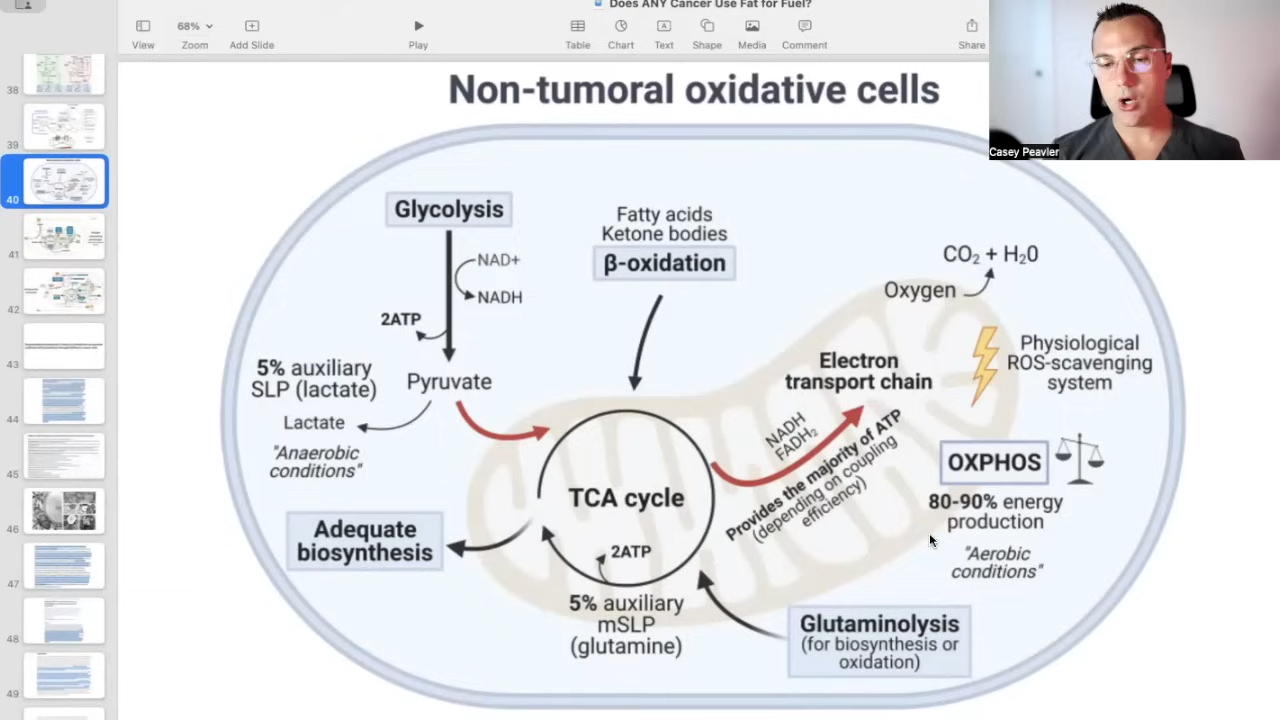 Does ANY Cancer Use Fat for Fuel?
68%
View
Zoom
Add Slide
Play
Table
Chart
Text
Shape
Media
Comment
Share
Casey Peavler
38
39
40
41
42
43
44
45
46
47
48
49
Non-tumoral oxidative cells
Glycolysis
NAD+
NADH
2ATP
Pyruvate
5% auxiliary
SLP (lactate)
Lactate
"Anaerobic
conditions"
Fatty acids
Ketone bodies
β-oxidation
CO₂ + H₂0
Oxygen
Electron
transport chain
Physiological
ROS-scavenging
system
NADH
FADH₂
Provides the majority of ATP
(depending on coupling
efficiency)
OXPHOS
80-90% energy
production
"Aerobic
conditions"
TCA cycle
2ATP
Adequate
biosynthesis
5% auxiliary
mSLP
(glutamine)
Glutaminolysis
(for biosynthesis or
oxidation)